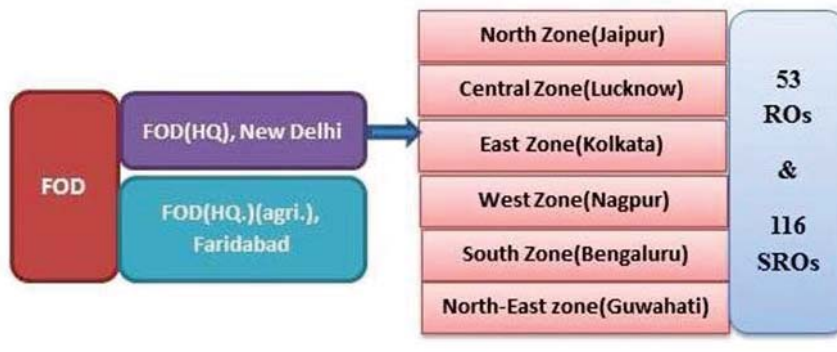 FOD
FOD(HQ), New Delhi
FOD(HQ.)(agri.),
Faridabad
North Zone(Jaipur)
Central Zone(Lucknow)
East Zone(Kolkata)
West Zone(Nagpur)
South Zone(Bengaluru)
North-East zone(Guwahati)
53
ROs
&
116
SROs